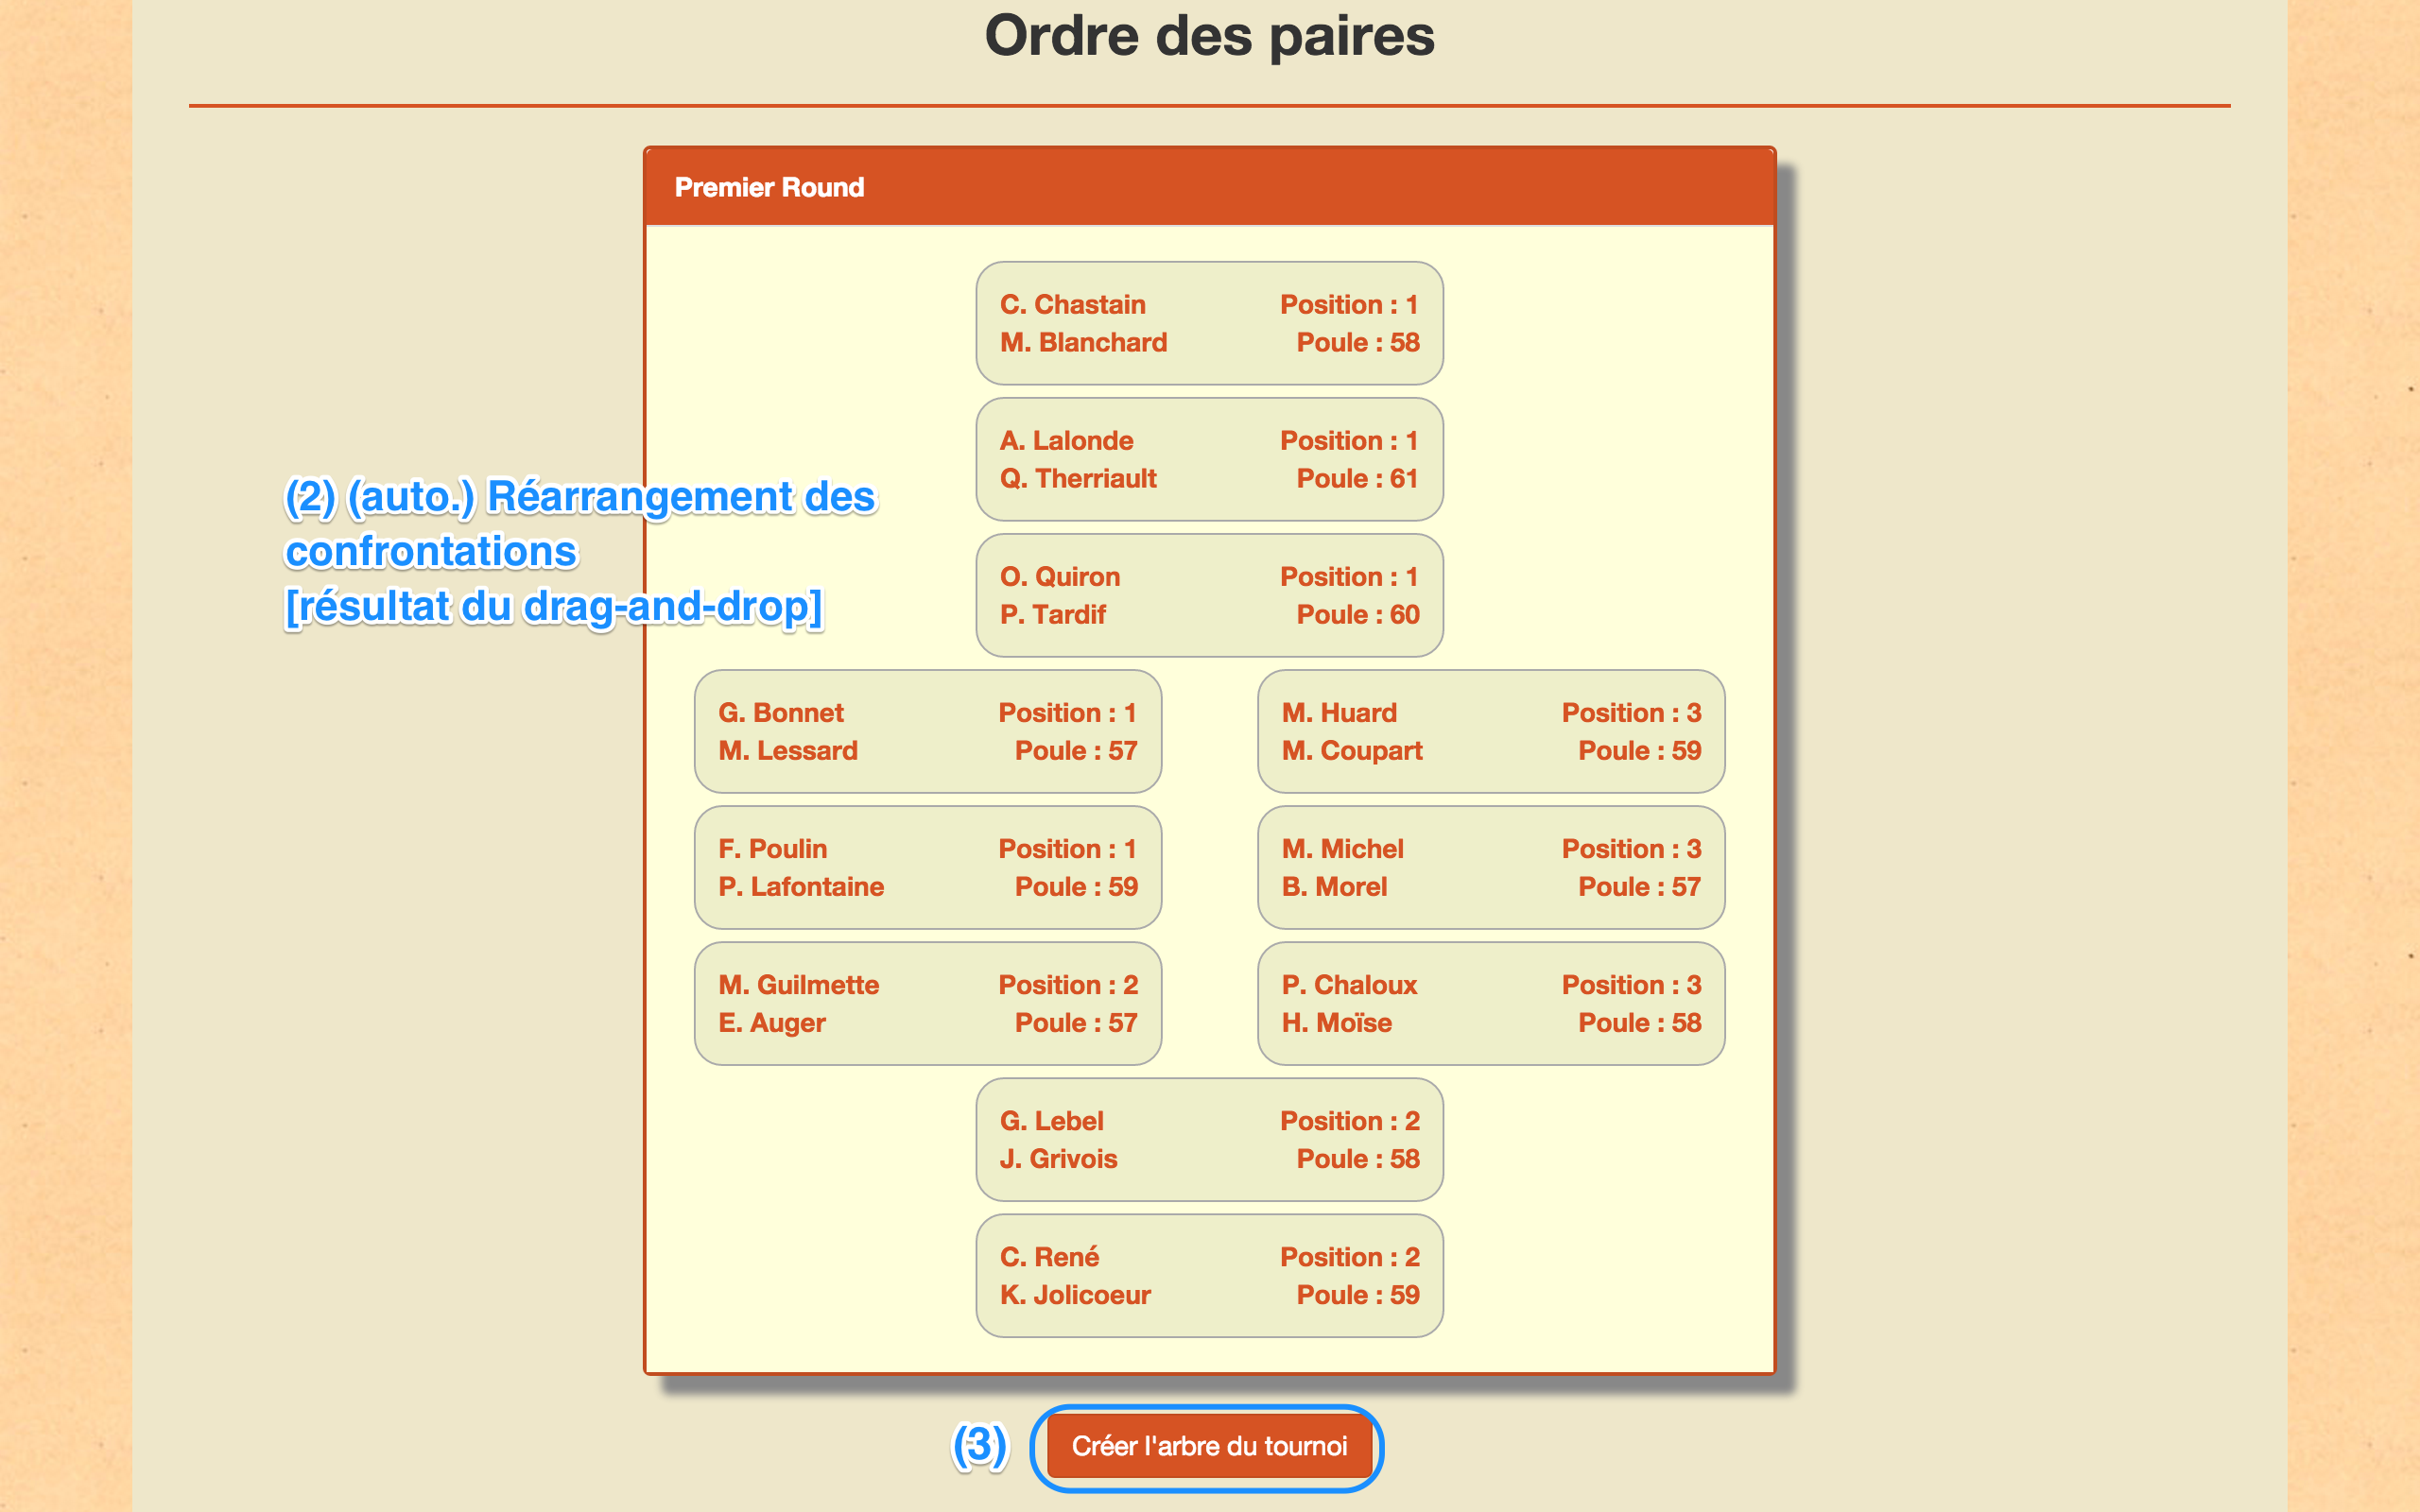 Ordre des paires
Premier Round
C. Chastain Position : 1
M. Blanchard Poule : 58
A. Lalonde Position : 1
Q. Therriault Poule : 61
(2) (auto.) Réarrangement des
confrontations
[résultat du drag-and-drop]
O. Quiron Position : 1
P. Tardif Poule : 60
G. Bonnet Position : 1
M. Lessard Poule : 57
M. Huard Position : 3
M. Coupart Poule : 59
F. Poulin Position : 1
P. Lafontaine Poule : 59
M. Michel Position : 3
B. Morel Poule : 57
M. Guilmette Position : 2
E. Auger Poule : 57
P. Chaloux Position : 3
H. Moïse Poule : 58
G. Lebel Position : 2
J. Grivois Poule : 58
C. René Position : 2
K. Jolicoeur Poule : 59
(3) Créer l'arbre du tournoi